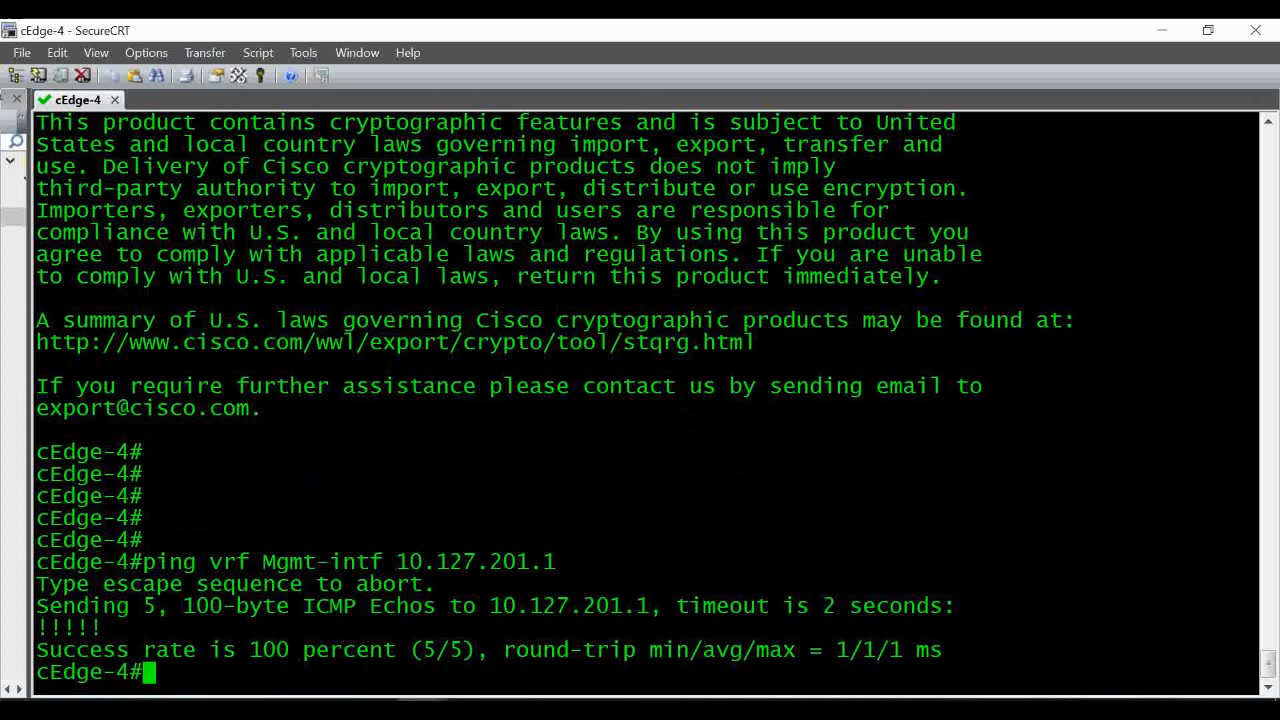 cEdge-4 - SecureCRT
File Edit View Options Transfer Script Tools Window Help
cEdge-4
This product contains cryptographic features and is subject to United
States and local country laws governing import, export, transfer and
use. Delivery of Cisco cryptographic products does not imply
third-party authority to import, export, distribute or use encryption.
Importers, exporters, distributors and users are responsible for
compliance with U.S. and local country laws. By using this product you
agree to comply with applicable laws and regulations. If you are unable
to comply with U.S. and local laws, return this product immediately.
A summary of U.S. laws governing Cisco cryptographic products may be found at:
http://www.cisco.com/wwl/export/crypto/tool/stqrg.html
If you require further assistance please contact us by sending email to
export@cisco.com.
cEdge-4#
cEdge-4#
cEdge-4#
cEdge-4#
cEdge-4#
cEdge-4#ping vrf Mgmt-intf 10.127.201.1
Type escape sequence to abort.
Sending 5, 100-byte ICMP Echos to 10.127.201.1, timeout is 2 seconds:
!!!!!
Success rate is 100 percent (5/5), round-trip min/avg/max = 1/1/1 ms
cEdge-4#